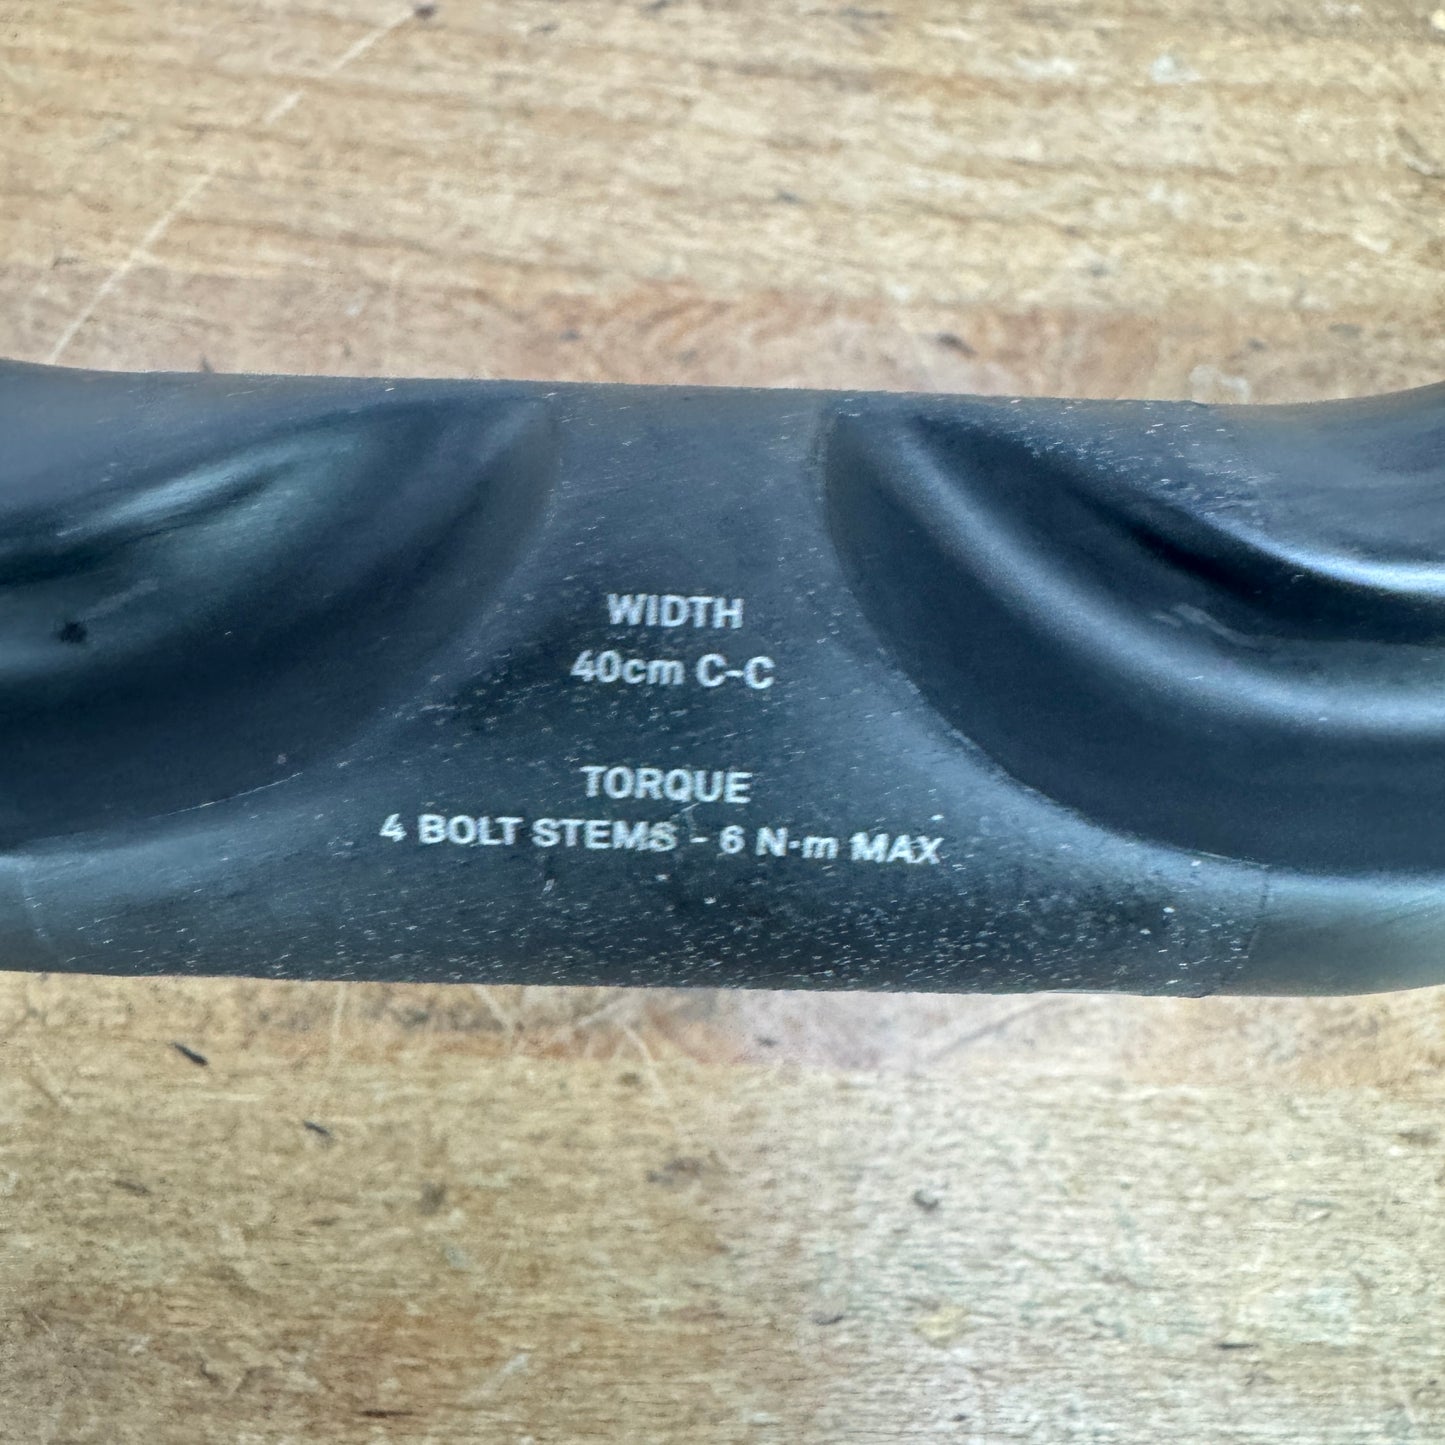 WIDTH
40cm C-C
TORQUE
4 BOLT STEMS - 6 N·m MAX